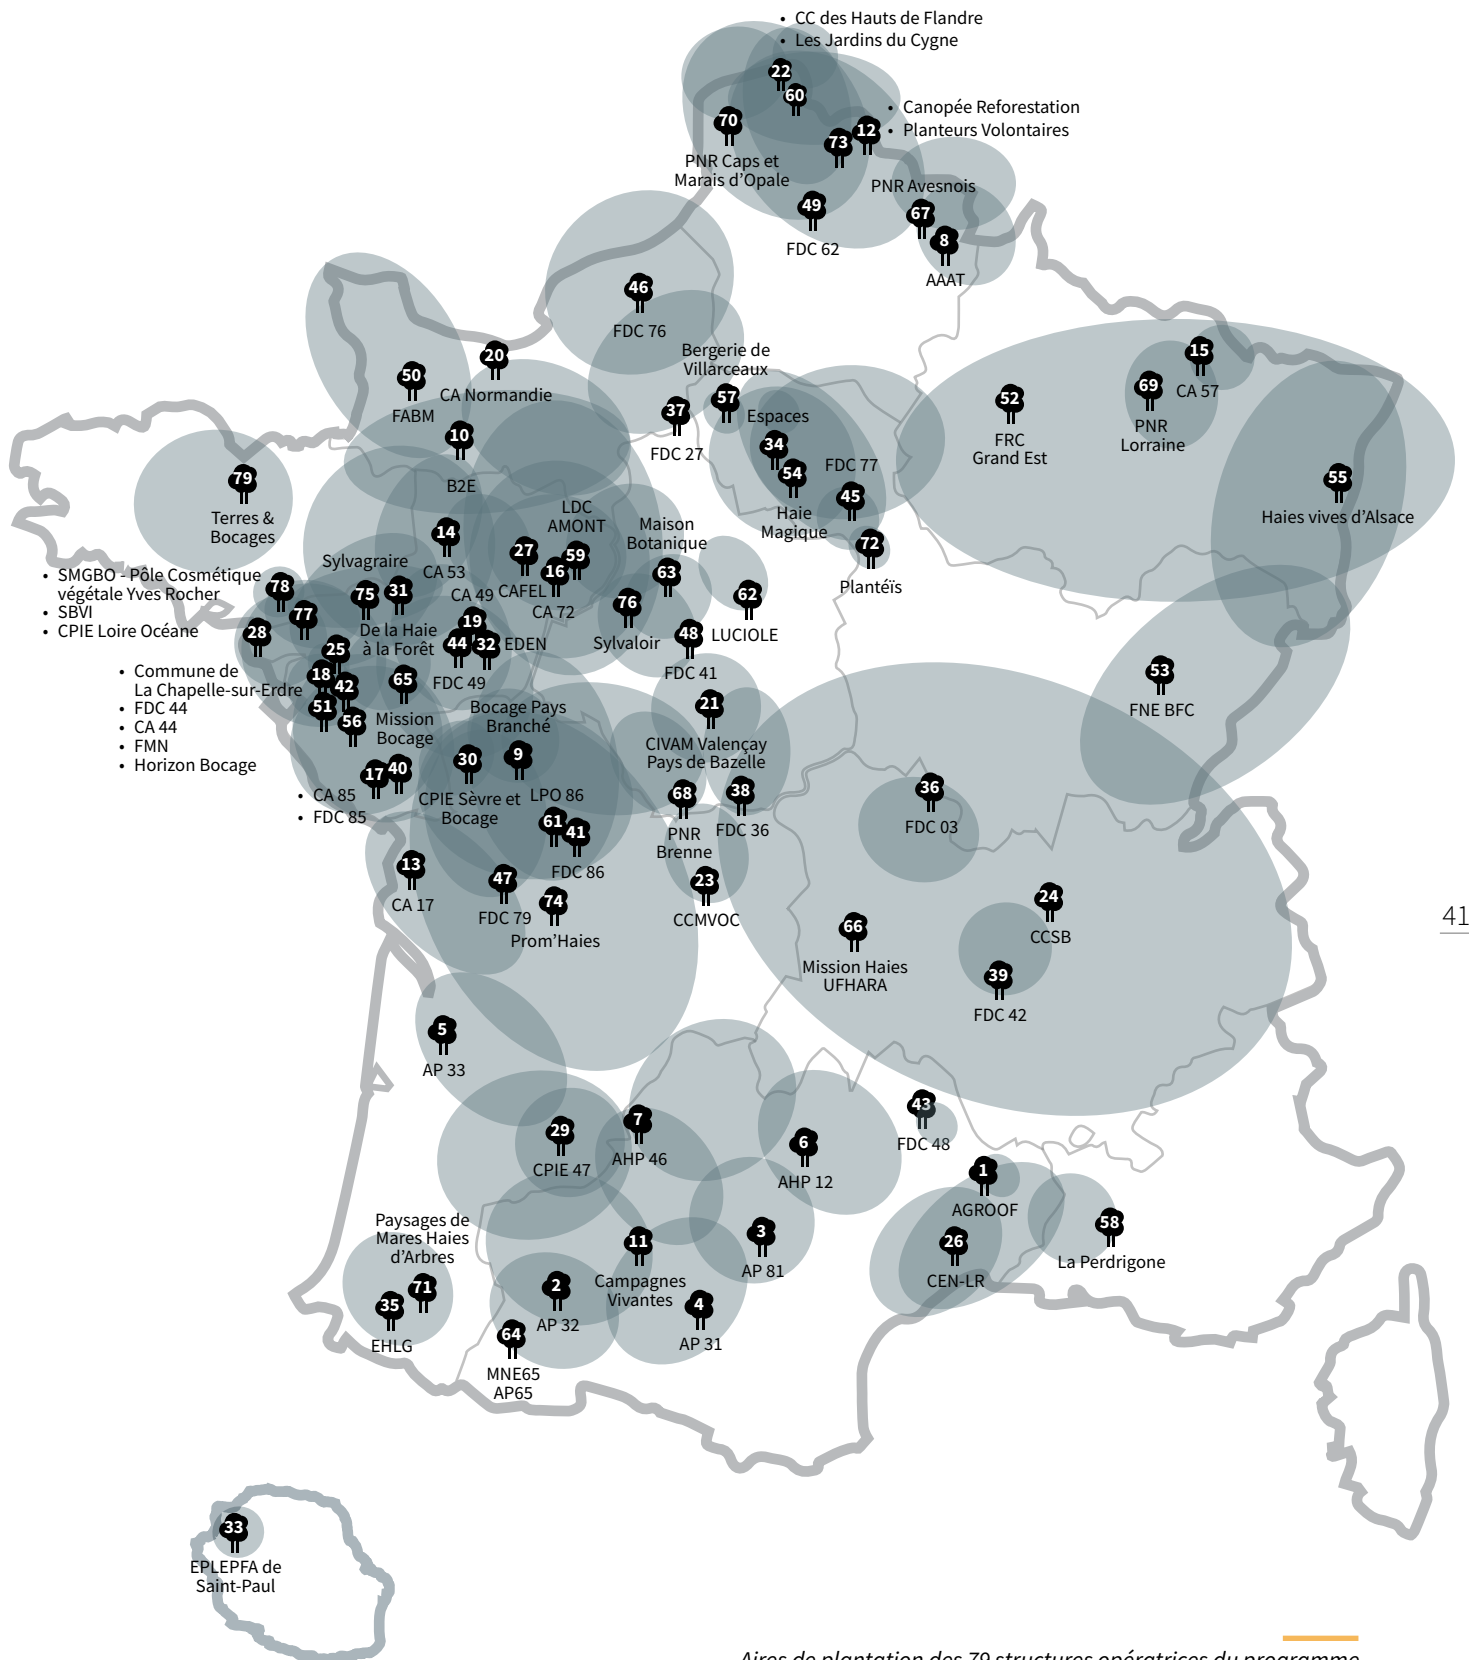 • CC des Hauts de Flandre
• Les Jardins du Cygne
22
60
70
• Canopée Reforestation
12
• Planteurs Volontaires
73
PNR Caps et
Marais d’Opale
PNR Avesnois
49
67
FDC 62
8
AAAT
46
FDC 76
Bergerie de
Villarceaux
20
CA Normandie
50
FABM
57
37
FDC 27
Espaces
34
54
Haie
Magique
FDC 77
45
72
Plantéïs
52
FRC
Grand Est
15
CA 57
69
PNR
Lorraine
55
Haies vives d’Alsace
10
B2E
79
Terres &
Bocages
14
CA 53
LDC
AMONT
27
CAFEL
59
16
CA 72
Maison
Botanique
63
76
Sylvaloir
62
LUCIOLE
48
FDC 41
Sylvagraire
75
31
De la Haie
à la Forêt
CA 49
19
44
32
EDEN
FDC 49
• SMGBO - Pôle Cosmétique
végétale Yves Rocher
• SBVI
• CPIE Loire Océane
78
77
28
25
• Commune de
La Chapelle-sur-Erdre
• FDC 44
• CA 44
• FMN
• Horizon Bocage
18
42
51
56
65
Mission
Bocage
53
FNE BFC
21
CIVAM Valençay
Pays de Bazelle
Bocage Pays
Branché
30
9
CPIE Sèvre et
Bocage
LPO 86
17
40
• CA 85
• FDC 85
68
PNR
Brenne
38
FDC 36
61
41
FDC 86
36
FDC 03
13
CA 17
47
FDC 79
74
Prom’Haies
23
CCMVOC
24
CCSB
66
Mission Haies
UFHARA
39
FDC 42
41
5
AP 33
29
CPIE 47
7
AHP 46
6
AHP 12
43
FDC 48
1
AGROOF
58
La Perdrigone
26
CEN-LR
Paysages de
Mares Haies
d’Arbres
71
35
EHLG
11
Campagnes
Vivantes
3
AP 81
2
AP 32
4
AP 31
64
MNE65
AP65
33
EPLEPFA de
Saint-Paul
Aires de plantation des 79 structures opératrices du programme